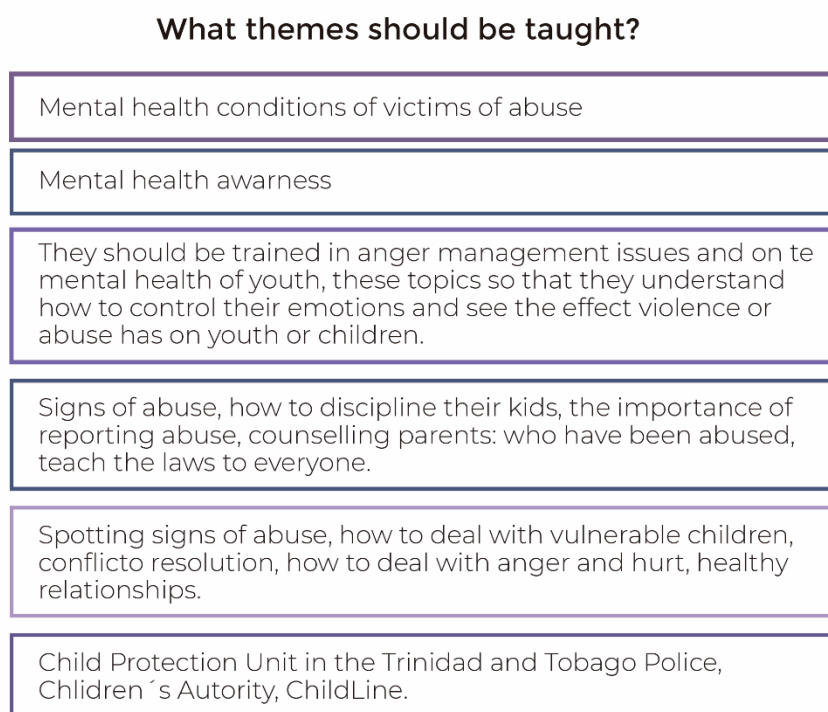 What themes should be taught?
Mental health conditions of victims of abuse
Mental health awarness
They should be trained in anger management issues and on te
mental health of youth, these topics so that they understand
how to control their emotions and see the effect violence or
abuse has on youth or children.
Signs of abuse, how to discipline their kids, the importance of
reporting abuse, counselling parents: who have been abused,
teach the laws to everyone.
Spotting signs of abuse, how to deal with vulnerable children,
conflicto resolution, how to deal with anger and hurt, healthy
relationships.
Child Protection Unit in the Trinidad and Tobago Police,
Chlidren´s Autority, ChildLine.